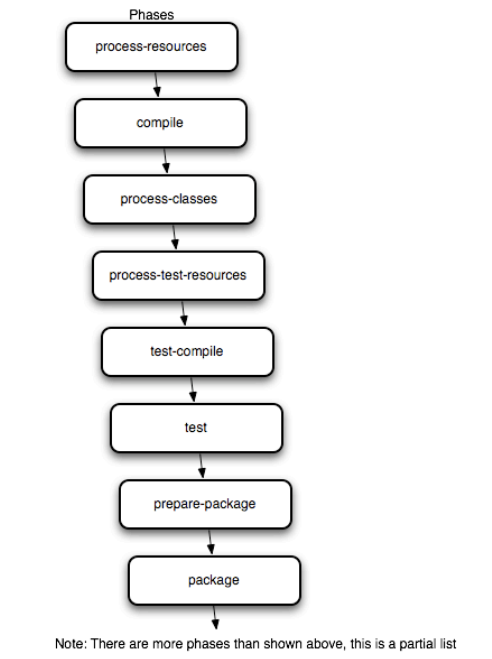 Phases
process-resources
compile
process-classes
process-test-resources
test-compile
test
prepare-package
package
Note: There are more phases than shown above, this is a partial list